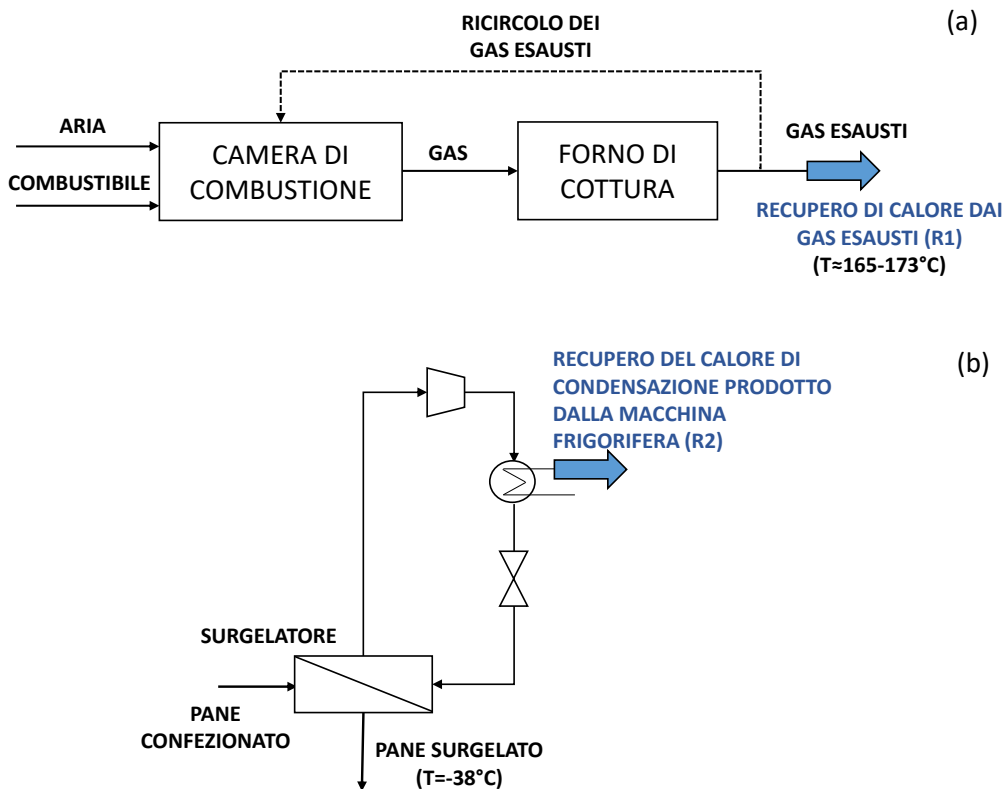 (a)
RICIRCOLO DEI
GAS ESAUSTI
ARIA
COMBUSTIBILE
CAMERA DI
COMBUSTIONE
GAS
FORNO DI
COTTURA
GAS ESAUSTI
RECUPERO DI CALORE DAI
GAS ESAUSTI (R1)
(T≈165-173°C)
(b)
RECUPERO DEL CALORE DI
CONDENSAZIONE PRODOTTO
DALLA MACCHINA
FRIGORIFERA (R2)
SURGELATORE
PANE
CONFEZIONATO
PANE SURGELATO
(T=-38°C)